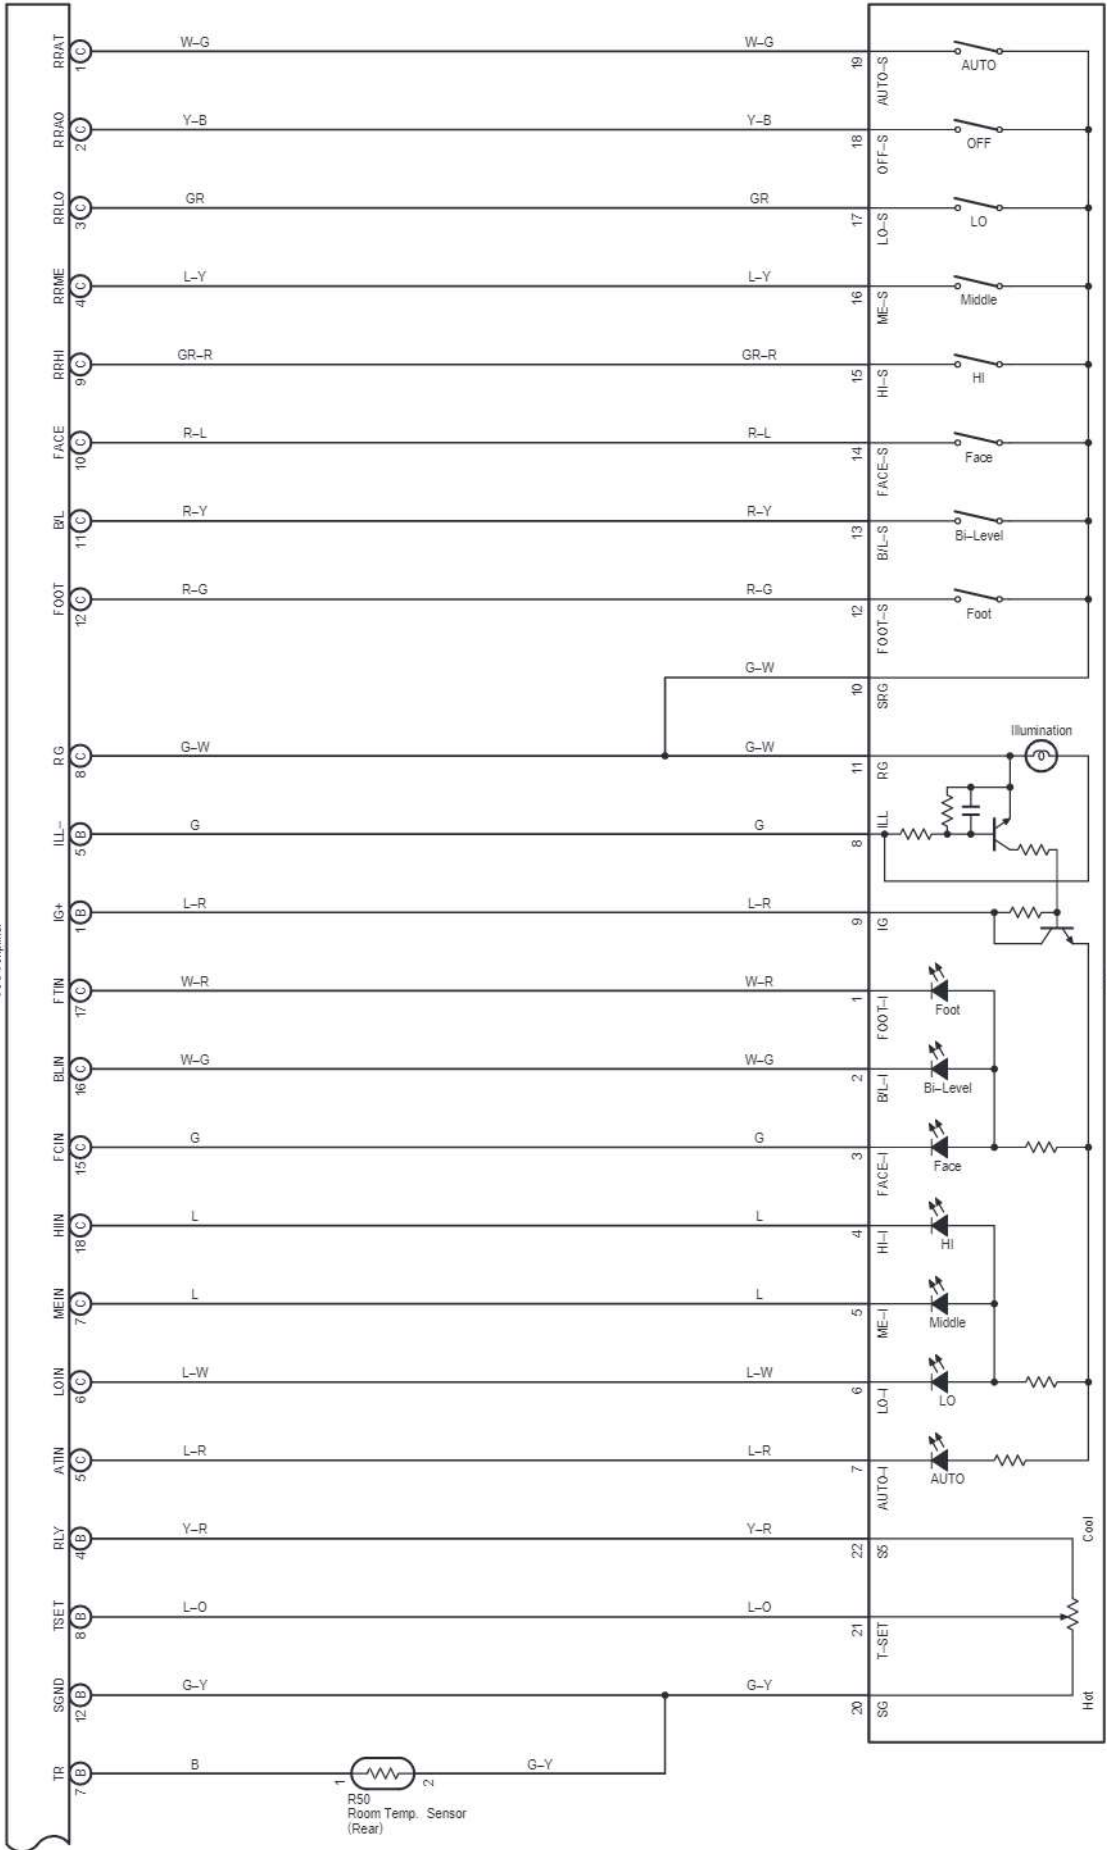 RRAT 1 C W–G W–G 19 AUTO–S AUTO
RRAO 2 C Y–B Y–B 18 OFF–S OFF
RRLO 3 C GR GR 17 LO–S LO
RRME 4 C L–Y L–Y 16 ME–S Middle
RRHI 9 C GR–R GR–R 15 HI–S HI
FACE 10 C R–L R–L 14 FACE–S Face
B/L 11 C R–Y R–Y 13 B/L–S Bi–Level
FOOT 12 C R–G R–G 12 FOOT–S Foot
G–W 10 SRG
Illumination
RG 8 C G–W G–W 11 RG
ILL– 5 B G G 8 ILL
IG+ 1 B L–R L–R 9 IG
FTIN 17 C W–R W–R 1 FOOT–I Foot
BLIN 16 C W–G W–G 2 B/L–I Bi–Level
FCIN 15 C G G 3 FACE–I Face
HIIN 18 C L L 4 HI–I HI
MEIN 7 C L L 5 ME–I Middle
LOIN 6 C L–W L–W 6 LO–I LO
ATIN 5 C L–R L–R 7 AUTO–I AUTO
RLY 4 B Y–R Y–R 22 S5 Cool
TSET 8 B L–O L–O 21 T–SET
SGND 12 B G–Y G–Y 20 SG Hot
TR 7 B B 1 2 G–Y
R50
Room Temp. Sensor
(Rear)